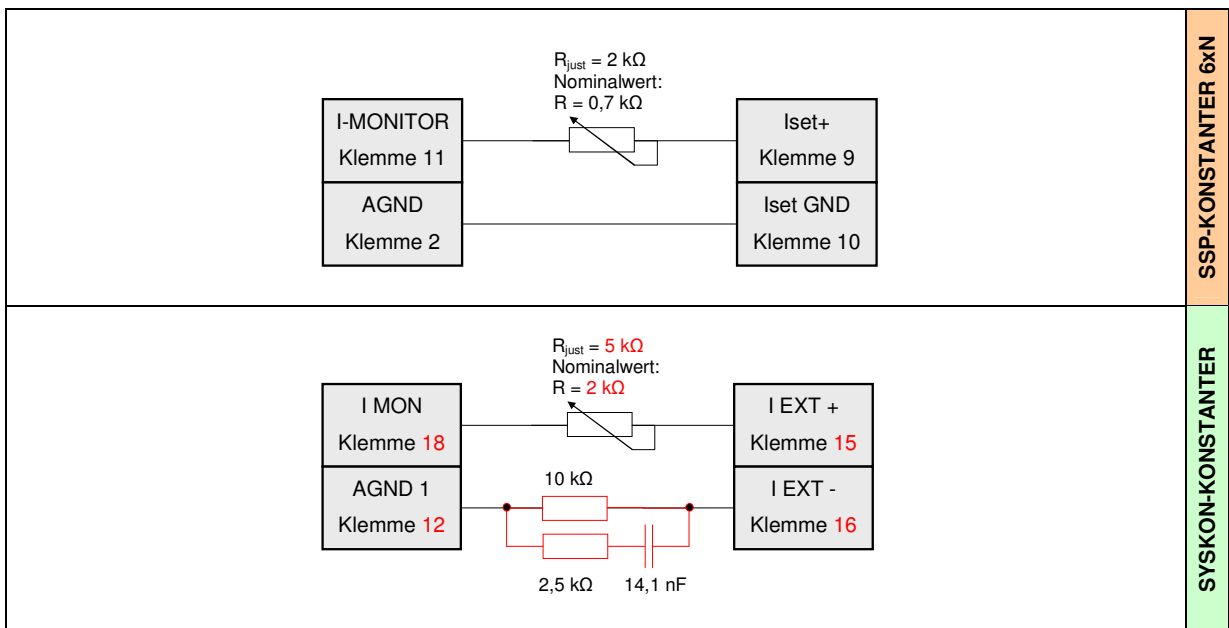 R just = 2 kΩ
Nominalwert:
R = 0,7 kΩ
I-MONITOR
Klemme 11
AGND
Klemme 2
Iset+
Klemme 9
Iset GND
Klemme 10
SSP-KONSTANTER 6xN
R just = 5 kΩ
Nominalwert:
R = 2 kΩ
I MON
Klemme 18
AGND 1
Klemme 12
10 kΩ
2,5 kΩ
14,1 nF
I EXT +
Klemme 15
I EXT -
Klemme 16
SYSKON-KONSTANTER